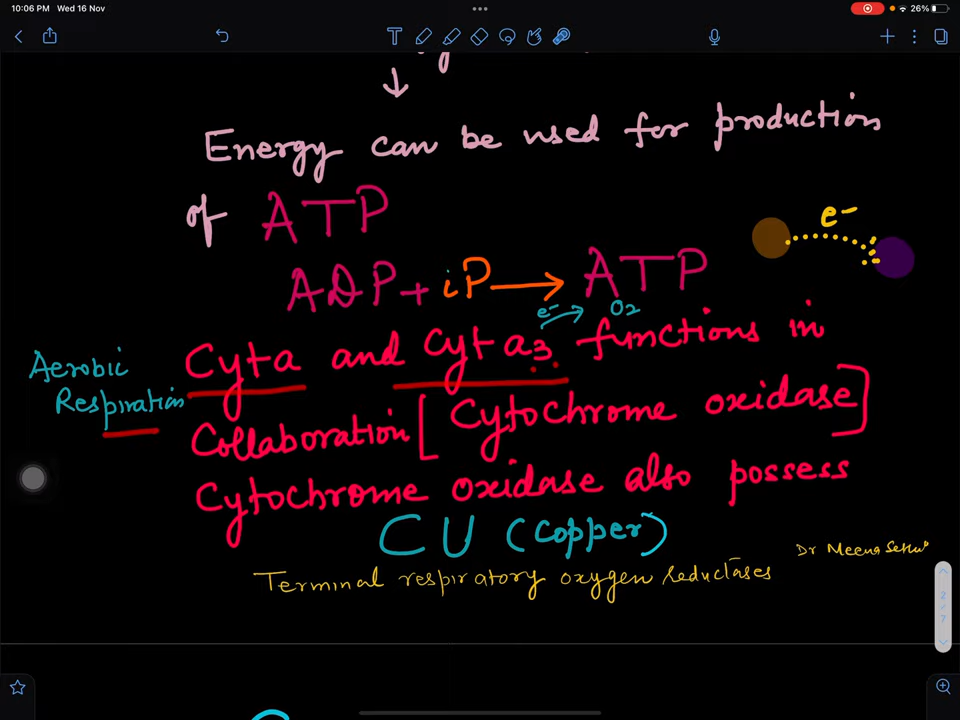 10:06 PM Wed 16 Nov
26%
Energy can be used for production
of ATP
e-
ADP + iP → ATP
e- O2
Cyt a and Cyt a3 functions in
Aerobic
Respiration
Collaboration [Cytochrome oxidase]
Cytochrome oxidase also possess
CU (Copper)
Dr Meena
Terminal respiratory oxygen reductases
2
/
7